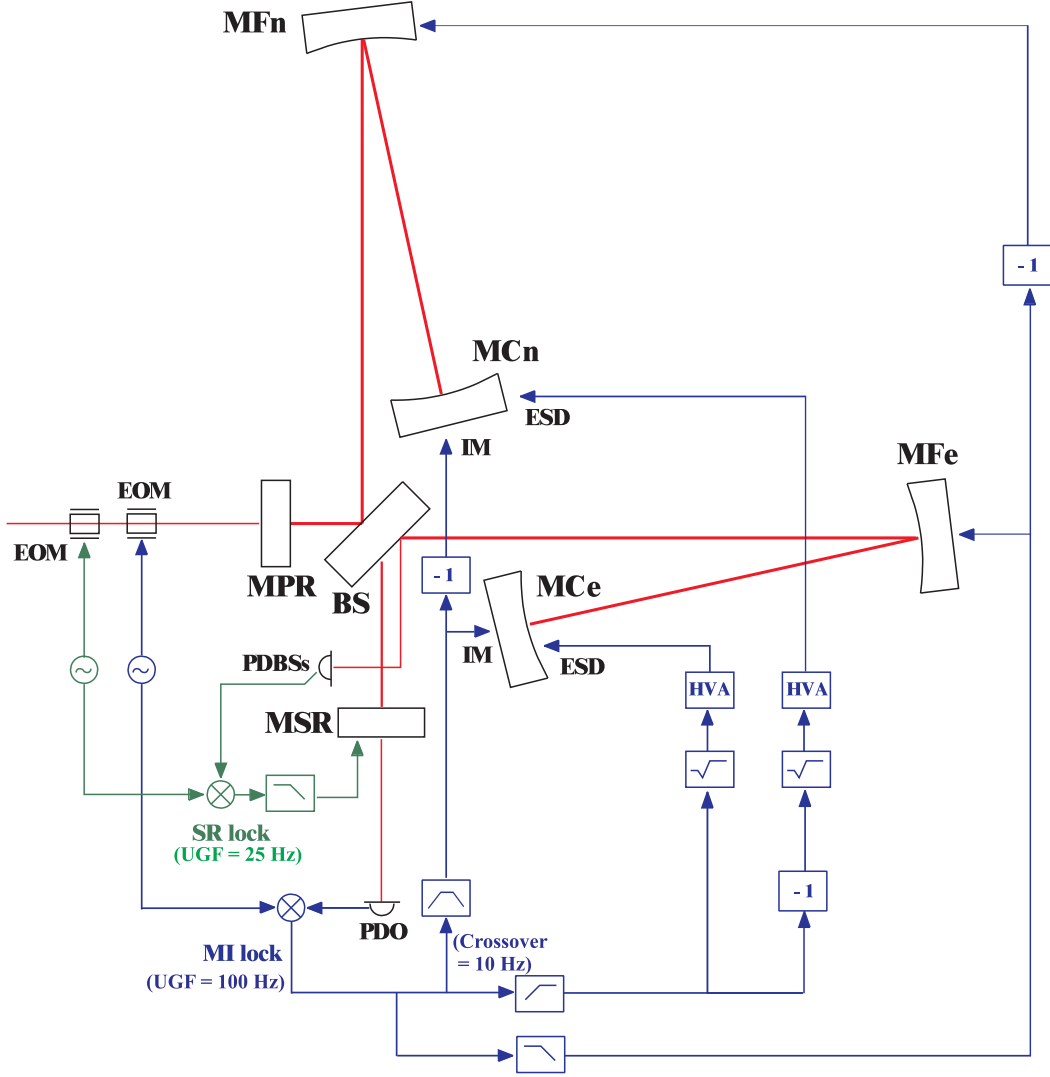 MFn
- 1
MCn
ESD
IM
MFe
EOM
EOM
MPR
BS
- 1
MCe
IM
ESD
PDBSs
HVA
HVA
MSR
SR lock
(UGF = 25 Hz)
- 1
PDO
MI lock
(UGF = 100 Hz)
(Crossover
= 10 Hz)